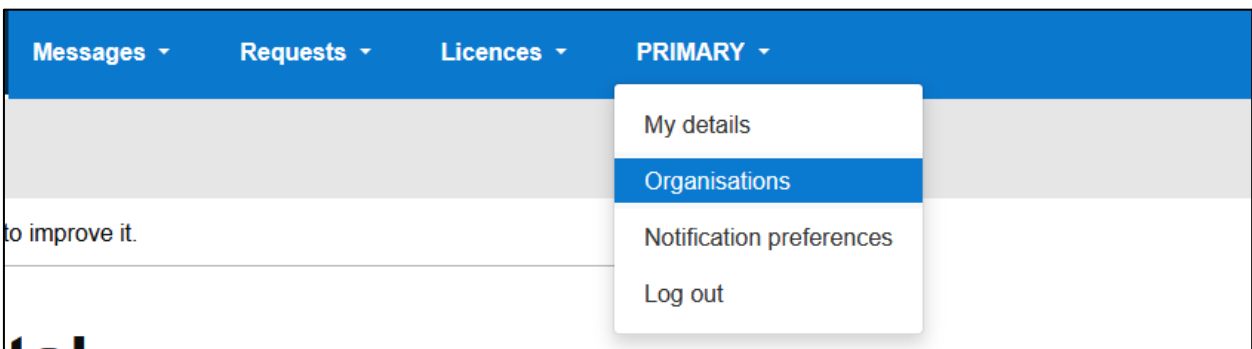 Messages Requests Licences PRIMARY
My details
Organisations
to improve it.
Notification preferences
Log out